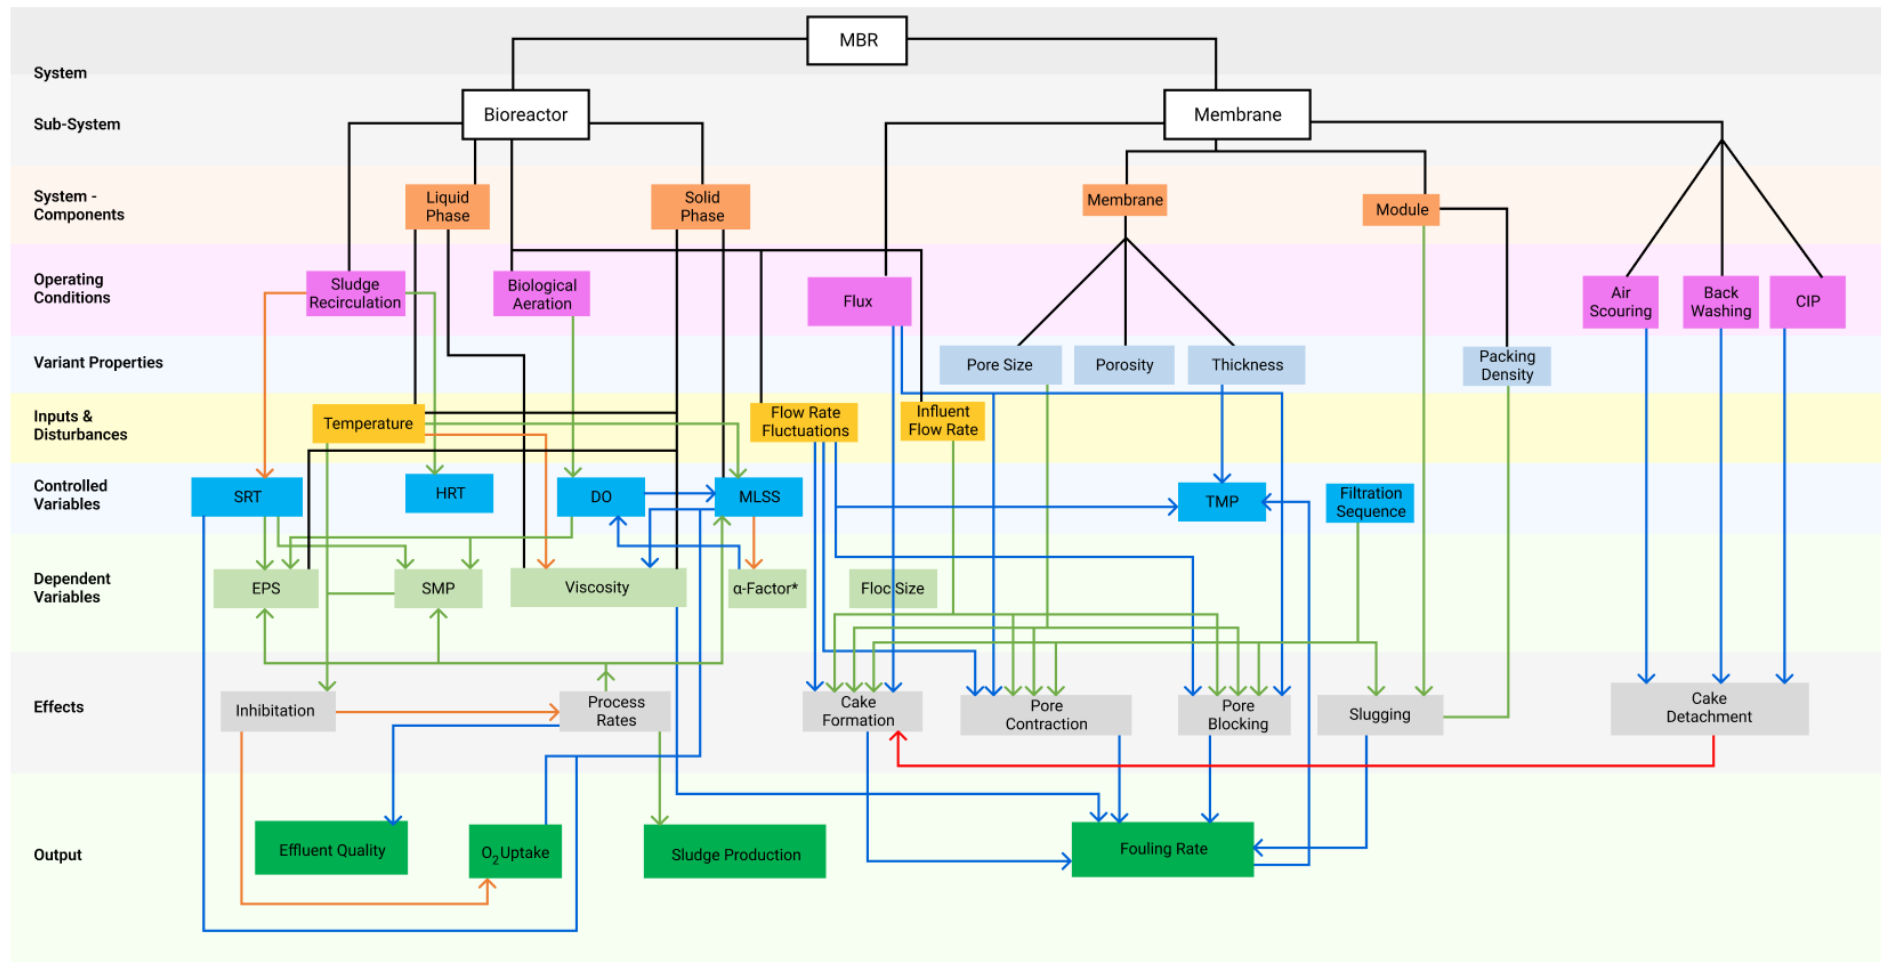 MBR
System
Sub-System
Bioreactor
Membrane
System -
Components
Liquid
Phase
Solid
Phase
Membrane
Module
Operating
Conditions
Sludge
Recirculation
Biological
Aeration
Flux
Air
Scouring
Back
Washing
CIP
Variant Properties
Pore Size
Porosity
Thickness
Packing
Density
Inputs &
Disturbances
Temperature
Flow Rate
Fluctuations
Influent
Flow Rate
Controlled
Variables
SRT
HRT
DO
MLSS
TMP
Filtration
Sequence
Dependent
Variables
EPS
SMP
Viscosity
α-Factor*
Floc Size
Effects
Inhibitation
Process
Rates
Cake
Formation
Pore
Contraction
Pore
Blocking
Slugging
Cake
Detachment
Output
Effluent Quality
O2Uptake
Sludge Production
Fouling Rate